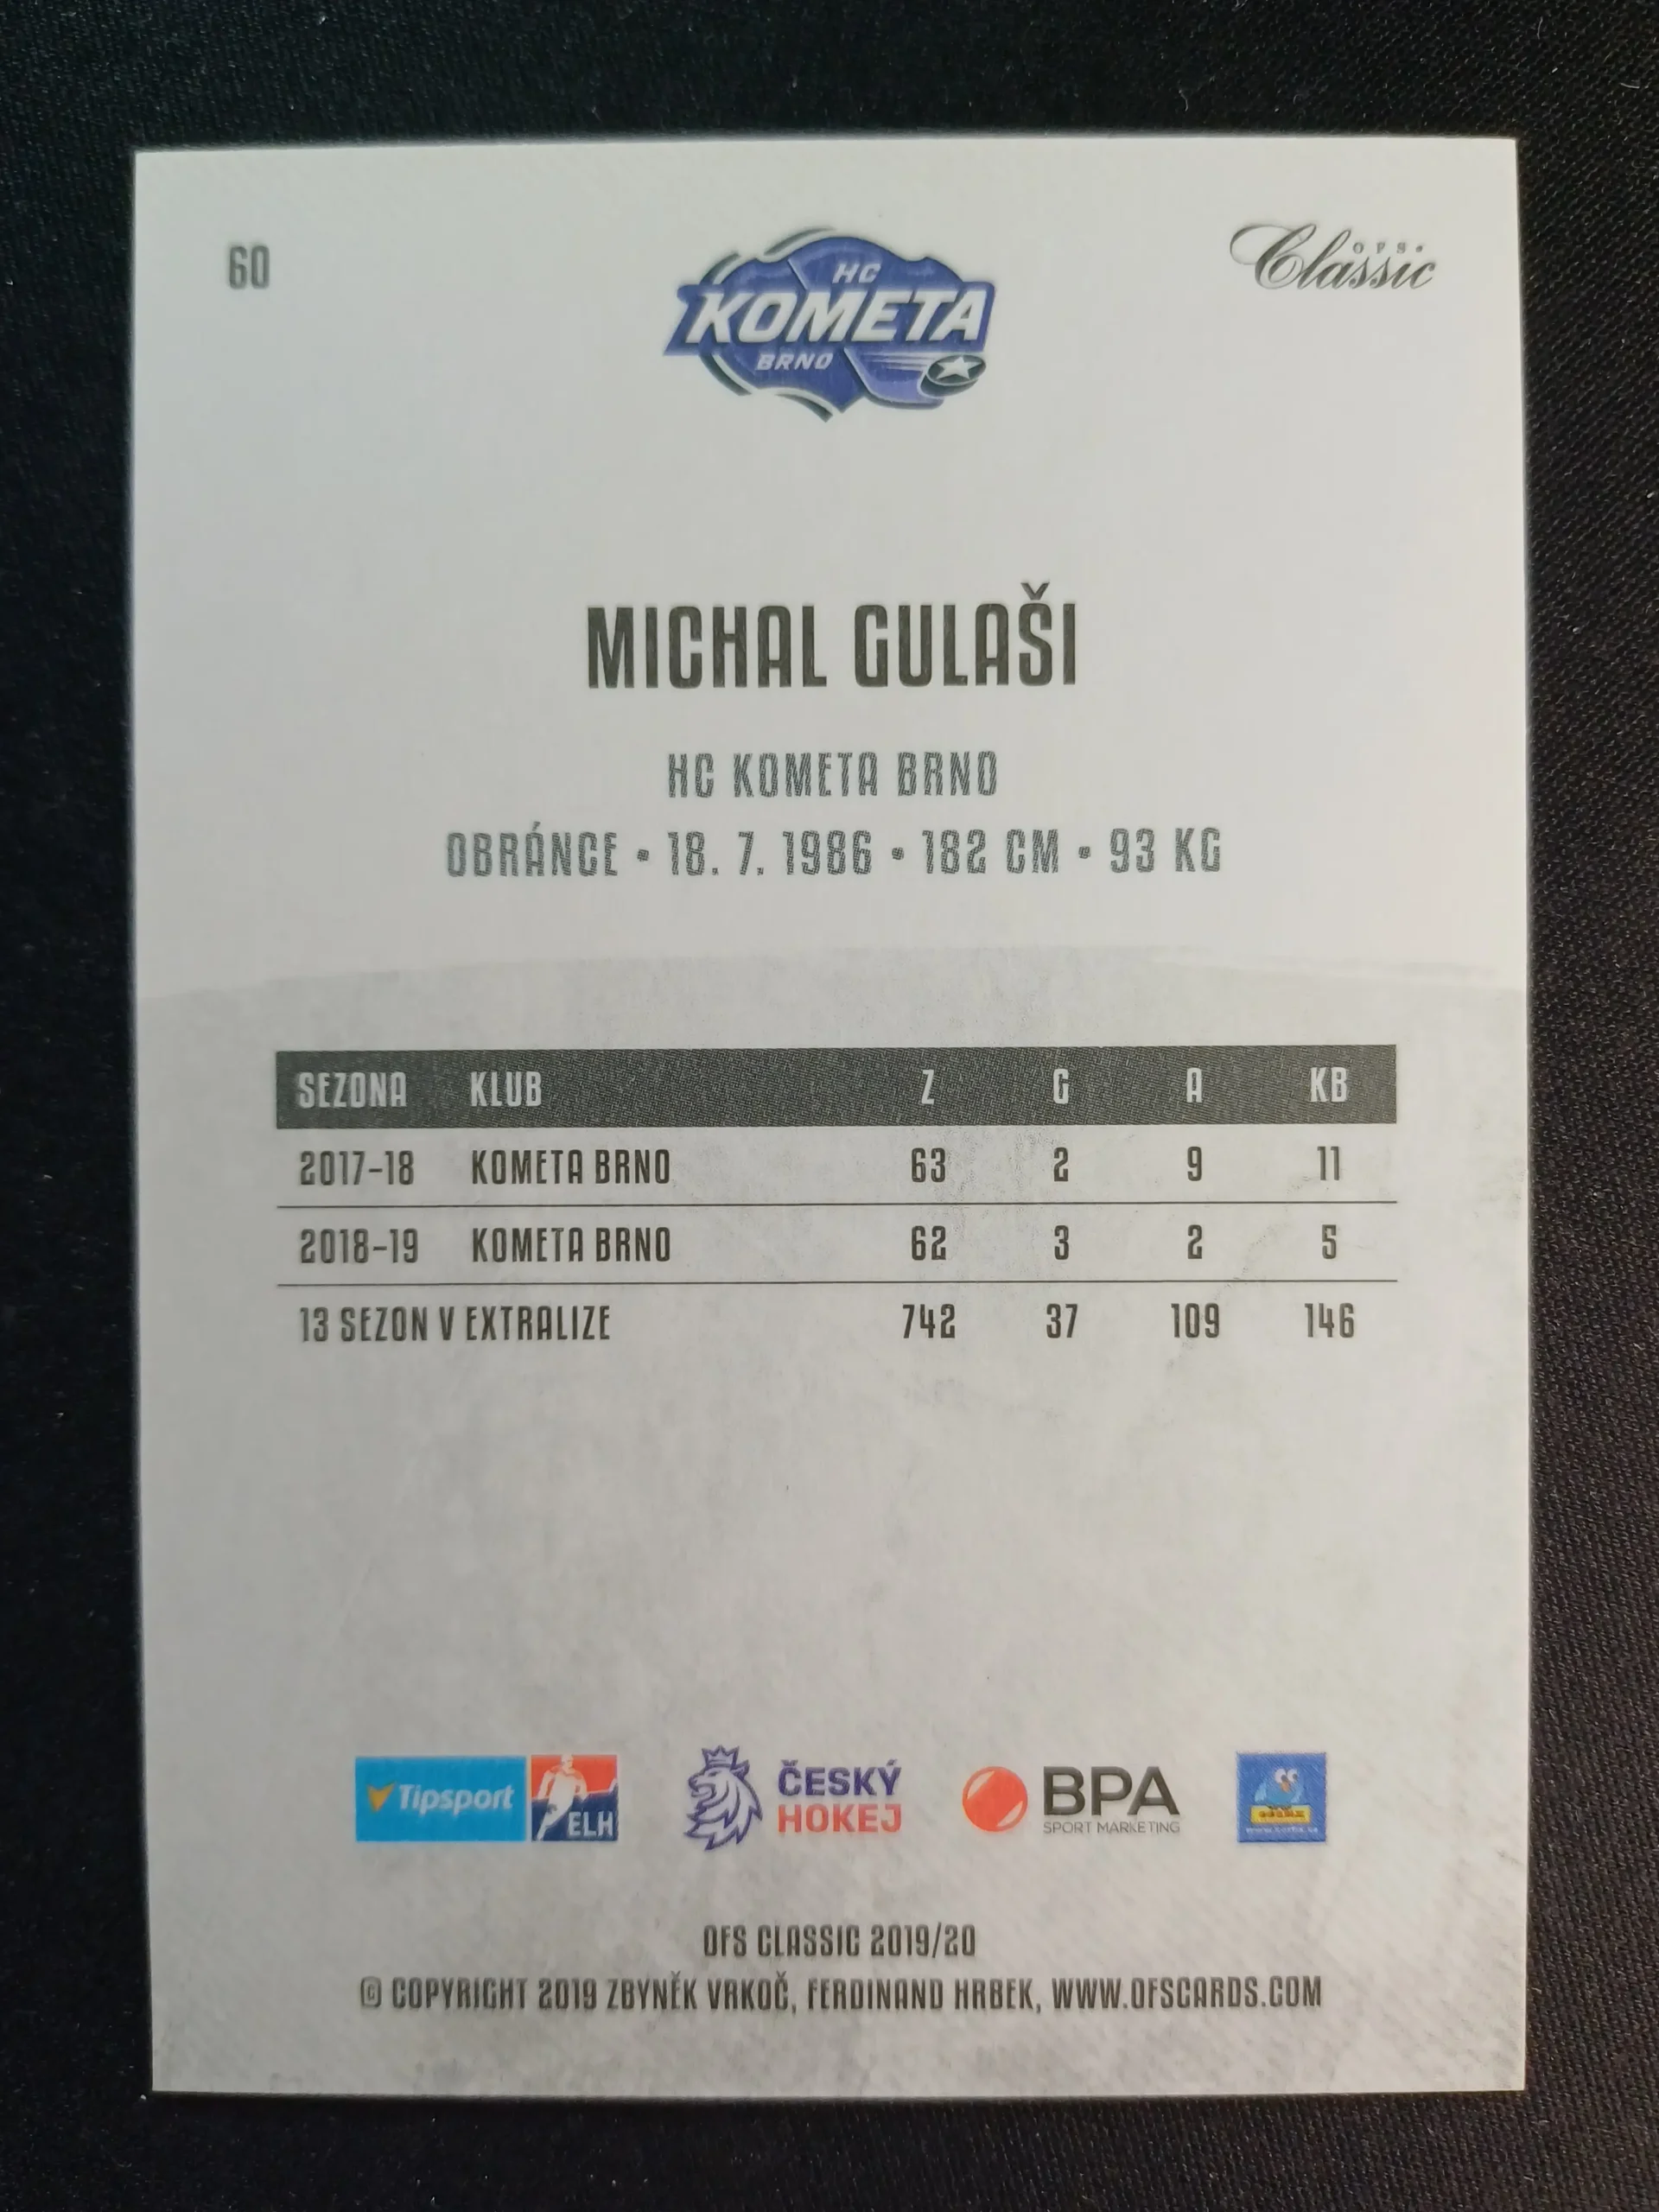 60
HC
KOMETA
BRNO
OFS
Classic
MICHAL GULAŠI
HC KOMETA BRNO
OBRÁNCE • 18. 7. 1986 • 182 CM • 93 KG
SEZONA KLUB Z G A KB
2017–18 KOMETA BRNO 63 2 9 11
2018–19 KOMETA BRNO 62 3 2 5
13 SEZON V EXTRALIZE 742 37 109 146
Tipsport ELH
ČESKÝ
HOKEJ
BPA
SPORT MARKETING
OFS CLASSIC 2019/20
© COPYRIGHT 2019 ZBYNĚK VRKOČ, FERDINAND HRBEK, WWW.OFSCARDS.COM